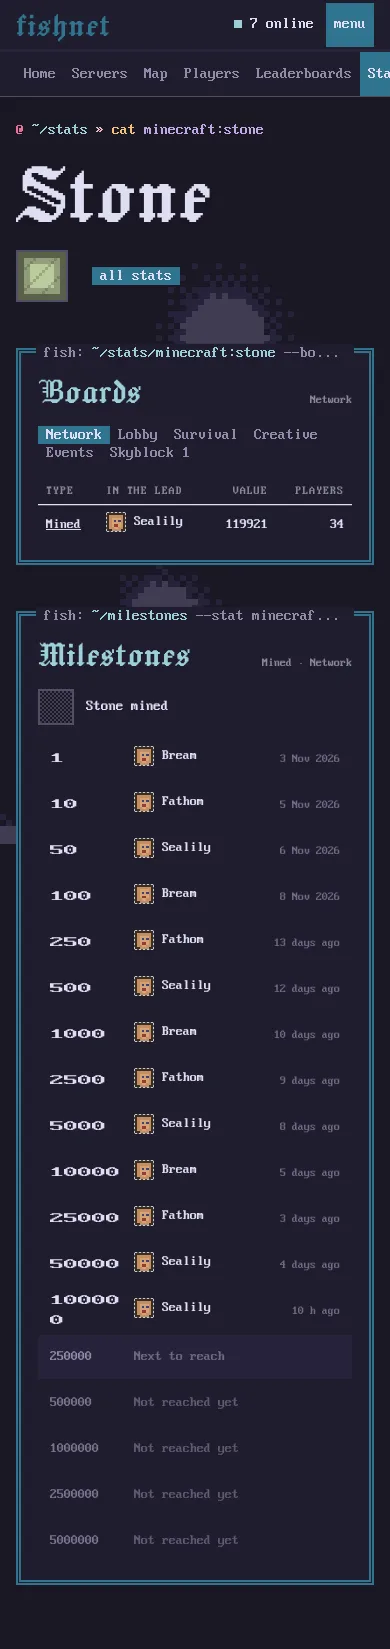 fishnet
7 online
menu
Home Servers Map Players Leaderboards Sta
@ ~/stats » cat minecraft:stone
Stone
all stats
fish: ~/stats/minecraft:stone --bo...
Boards
Network
Network Lobby Survival Creative
Events Skyblock 1
TYPE IN THE LEAD VALUE PLAYERS
Mined Sealily 119921 34
fish: ~/milestones --stat minecraf...
Milestones
Mined · Network
Stone mined
1 Bream 3 Nov 2026
10 Fathom 5 Nov 2026
50 Sealily 6 Nov 2026
100 Bream 8 Nov 2026
250 Fathom 13 days ago
500 Sealily 12 days ago
1000 Bream 10 days ago
2500 Fathom 9 days ago
5000 Sealily 8 days ago
10000 Bream 5 days ago
25000 Fathom 3 days ago
50000 Sealily 4 days ago
10000
0 Sealily 10 h ago
250000 Next to reach
500000 Not reached yet
1000000 Not reached yet
2500000 Not reached yet
5000000 Not reached yet